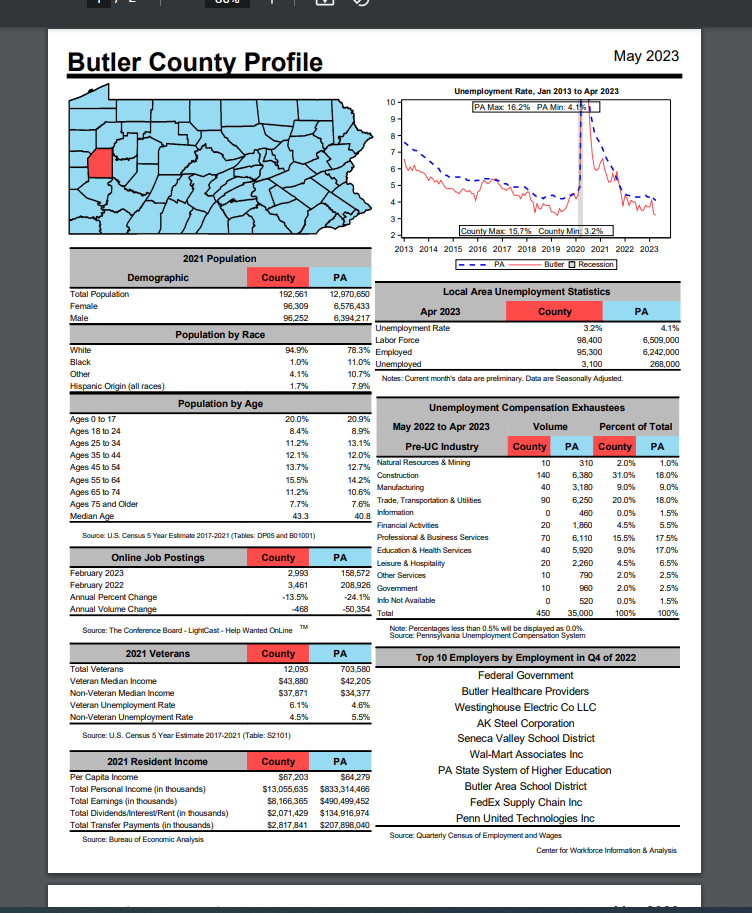 Butler County Profile
May 2023
Unemployment Rate, Jan 2013 to Apr 2023
PA Max: 16.2% PA Min: 4.1%
10
9
8
7
6
5
4
3
2
County Max: 15.7% County Min: 3.2%
2013 2014 2015 2016 2017 2018 2019 2020 2021 2022 2023
PA Butler Recession
2021 Population
Demographic County PA
Total Population 192,561 12,970,650
Female 96,309 6,576,433
Male 96,252 6,394,217
Population by Race
White 94.9% 78.3%
Black 1.0% 11.0%
Other 4.1% 10.7%
Hispanic Origin (all races) 1.7% 7.9%
Population by Age
Ages 0 to 17 20.0% 20.9%
Ages 18 to 24 8.4% 8.9%
Ages 25 to 34 11.2% 13.1%
Ages 35 to 44 12.1% 12.0%
Ages 45 to 54 13.7% 12.7%
Ages 55 to 64 15.5% 14.2%
Ages 65 to 74 11.2% 10.6%
Ages 75 and Older 7.7% 7.6%
Median Age 43.3 40.8
Source: U.S. Census 5 Year Estimate 2017-2021 (Tables: DP05 and B01001)
Online Job Postings County PA
February 2023 2,993 158,572
February 2022 3,461 208,926
Annual Percent Change -13.5% -24.1%
Annual Volume Change -468 -50,354
Source: The Conference Board - LightCast - Help Wanted OnLine TM
2021 Veterans County PA
Total Veterans 12,093 703,580
Veteran Median Income $43,880 $42,205
Non-Veteran Median Income $37,871 $34,377
Veteran Unemployment Rate 6.1% 4.6%
Non-Veteran Unemployment Rate 4.5% 5.5%
Source: U.S. Census 5 Year Estimate 2017-2021 (Table: S2101)
2021 Resident Income County PA
Per Capita Income $67,203 $64,279
Total Personal Income (in thousands) $13,055,635 $833,314,466
Total Earnings (in thousands) $8,166,365 $490,499,452
Total Dividends/Interest/Rent (in thousands) $2,071,429 $134,916,974
Total Transfer Payments (in thousands) $2,817,841 $207,898,040
Source: Bureau of Economic Analysis
Local Area Unemployment Statistics
Apr 2023 County PA
Unemployment Rate 3.2% 4.1%
Labor Force 98,400 6,509,000
Employed 95,300 6,242,000
Unemployed 3,100 268,000
Notes: Current month's data are preliminary. Data are Seasonally Adjusted.
Unemployment Compensation Exhaustees
May 2022 to Apr 2023 Volume Percent of Total
Pre-UC Industry County PA County PA
Natural Resources & Mining 10 310 2.0% 1.0%
Construction 140 6,380 31.0% 18.0%
Manufacturing 40 3,180 9.0% 9.0%
Trade, Transportation & Utilities 90 6,250 20.0% 18.0%
Information 0 460 0.0% 1.5%
Financial Activities 20 1,860 4.5% 5.5%
Professional & Business Services 70 6,110 15.5% 17.5%
Education & Health Services 40 5,920 9.0% 17.0%
Leisure & Hospitality 20 2,260 4.5% 6.5%
Other Services 10 790 2.0% 2.5%
Government 10 960 2.0% 2.5%
Info Not Available 0 520 0.0% 1.5%
Total 450 35,000 100% 100%
Note: Percentages less than 0.5% will be displayed as 0.0%.
Source: Pennsylvania Unemployment Compensation System
Top 10 Employers by Employment in Q4 of 2022
Federal Government
Butler Healthcare Providers
Westinghouse Electric Co LLC
AK Steel Corporation
Seneca Valley School District
Wal-Mart Associates Inc
PA State System of Higher Education
Butler Area School District
FedEx Supply Chain Inc
Penn United Technologies Inc
Source: Quarterly Census of Employment and Wages
Center for Workforce Information & Analysis